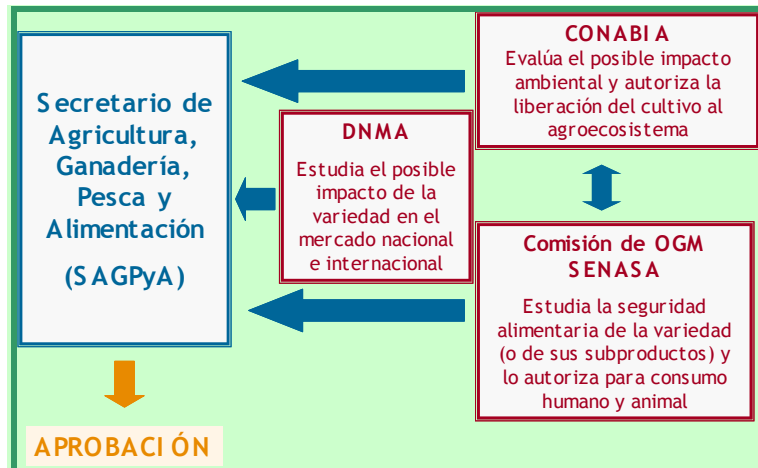 Secretario de
Agricultura,
Ganadería,
Pesca y
Alimentación
(SAGPyA)
APROBACIÓN
DNMA
Estudia el posible
impacto de la
variedad en el
mercado nacional
e internacional
CONABIA
Evalúa el posible impacto
ambiental y autoriza la
liberación del cultivo al
agroecosistema
Comisión de OGM
SENASA
Estudia la seguridad
alimentaria de la variedad
(o de sus subproductos) y
lo autoriza para consumo
humano y animal